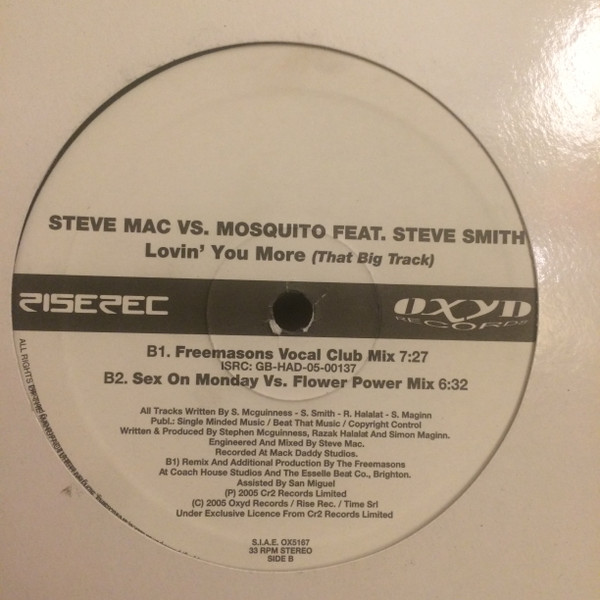 STEVE MAC VS. MOSQUITO FEAT. STEVE SMITH
Lovin' You More (That Big Track)
RISEREC
OXYD
RECORDS
B1. Freemasons Vocal Club Mix 7:27
ISRC: GB-HAD-05-00137
B2. Sex On Monday Vs. Flower Power Mix 6:32
All Tracks Written By S. Mcguinness - S. Smith - R. Halalat - S. Maginn
Publ.: Single Minded Music / Beat That Music / Copyright Control
Written & Produced By Stephen Mcguinness, Razak Halalat And Simon Maginn.
Engineered And Mixed By Steve Mac.
Recorded At Mack Daddy Studios.
B1) Remix And Additional Production By The Freemasons
At Coach House Studios And The Esselle Beat Co., Brighton.
Assisted By San Miguel
(P) 2005 Cr2 Records Limited
(C) 2005 Oxyd Records / Rise Rec. / Time Srl
Under Exclusive Licence From Cr2 Records Limited
S.I.A.E. OX5167
33 RPM STEREO
SIDE B
ALL RIGHTS OF